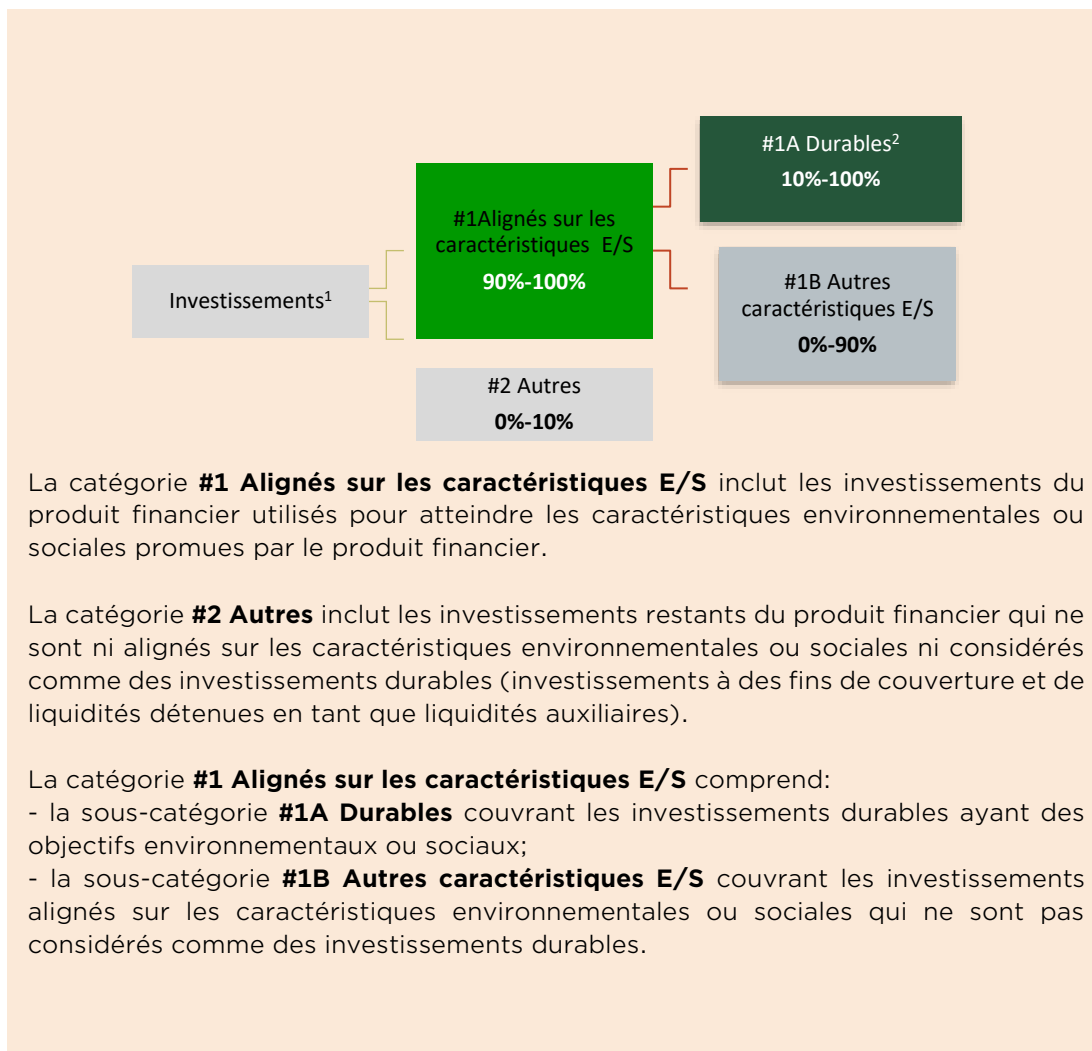 #1A Durables²
10%-100%
#1Alignés sur les
caractéristiques E/S
90%-100%
Investissements¹
#1B Autres
caractéristiques E/S
0%-90%
#2 Autres
0%-10%
La catégorie #1 Alignés sur les caractéristiques E/S inclut les investissements du
produit financier utilisés pour atteindre les caractéristiques environnementales ou
sociales promues par le produit financier.
La catégorie #2 Autres inclut les investissements restants du produit financier qui ne
sont ni alignés sur les caractéristiques environnementales ou sociales ni considérés
comme des investissements durables (investissements à des fins de couverture et de
liquidités détenues en tant que liquidités auxiliaires).
La catégorie #1 Alignés sur les caractéristiques E/S comprend:
- la sous-catégorie #1A Durables couvrant les investissements durables ayant des
objectifs environnementaux ou sociaux;
- la sous-catégorie #1B Autres caractéristiques E/S couvrant les investissements
alignés sur les caractéristiques environnementales ou sociales qui ne sont pas
considérés comme des investissements durables.